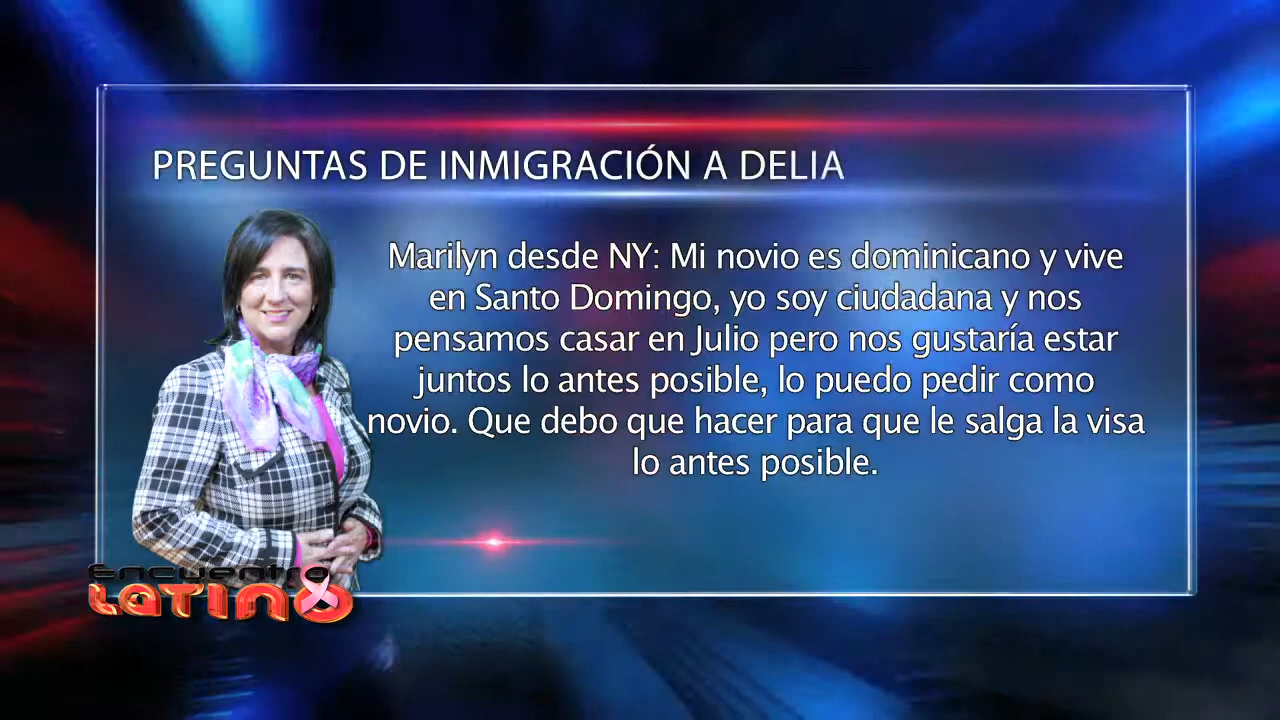 PREGUNTAS DE INMIGRACIÓN A DELIA
Marilyn desde NY: Mi novio es dominicano y vive
en Santo Domingo, yo soy ciudadana y nos
pensamos casar en Julio pero nos gustaría estar
juntos lo antes posible, lo puedo pedir como
novio. Que debo que hacer para que le salga la visa
lo antes posible.
Encuentro
LATINO